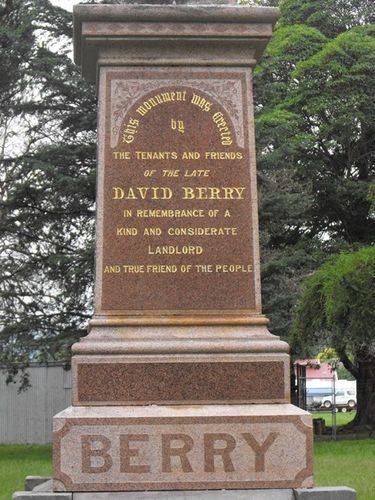 This monument was Erected
by
THE TENANTS AND FRIENDS
OF THE LATE
DAVID BERRY
IN REMEMBRANCE OF A
KIND AND CONSIDERATE
LANDLORD
AND TRUE FRIEND OF THE PEOPLE
BERRY